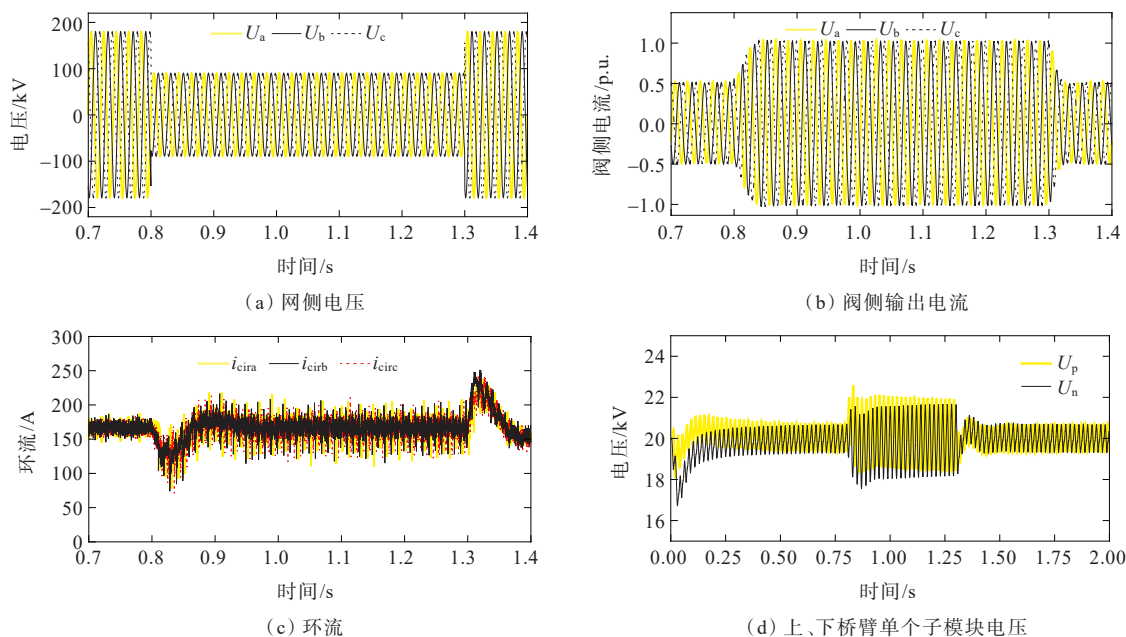 200
100
0
−100
−200
电压/kV
Ua Ub Uc
0.7 0.8 0.9 1.0 1.1 1.2 1.3 1.4
时间/s
(a) 网侧电压
1.0
0.5
0.0
−0.5
−1.0
阀侧电流/p.u.
Ua Ub Uc
0.7 0.8 0.9 1.0 1.1 1.2 1.3 1.4
时间/s
(b) 阀侧输出电流
300
250
200
150
100
50
0
环流/A
icira icirb icirc
0.7 0.8 0.9 1.0 1.1 1.2 1.3 1.4
时间/s
(c) 环流
24
22
20
18
16
电压/kV
Up
Un
0.00 0.25 0.50 0.75 1.00 1.25 1.50 1.75 2.00
时间/s
(d) 上、下桥臂单个子模块电压